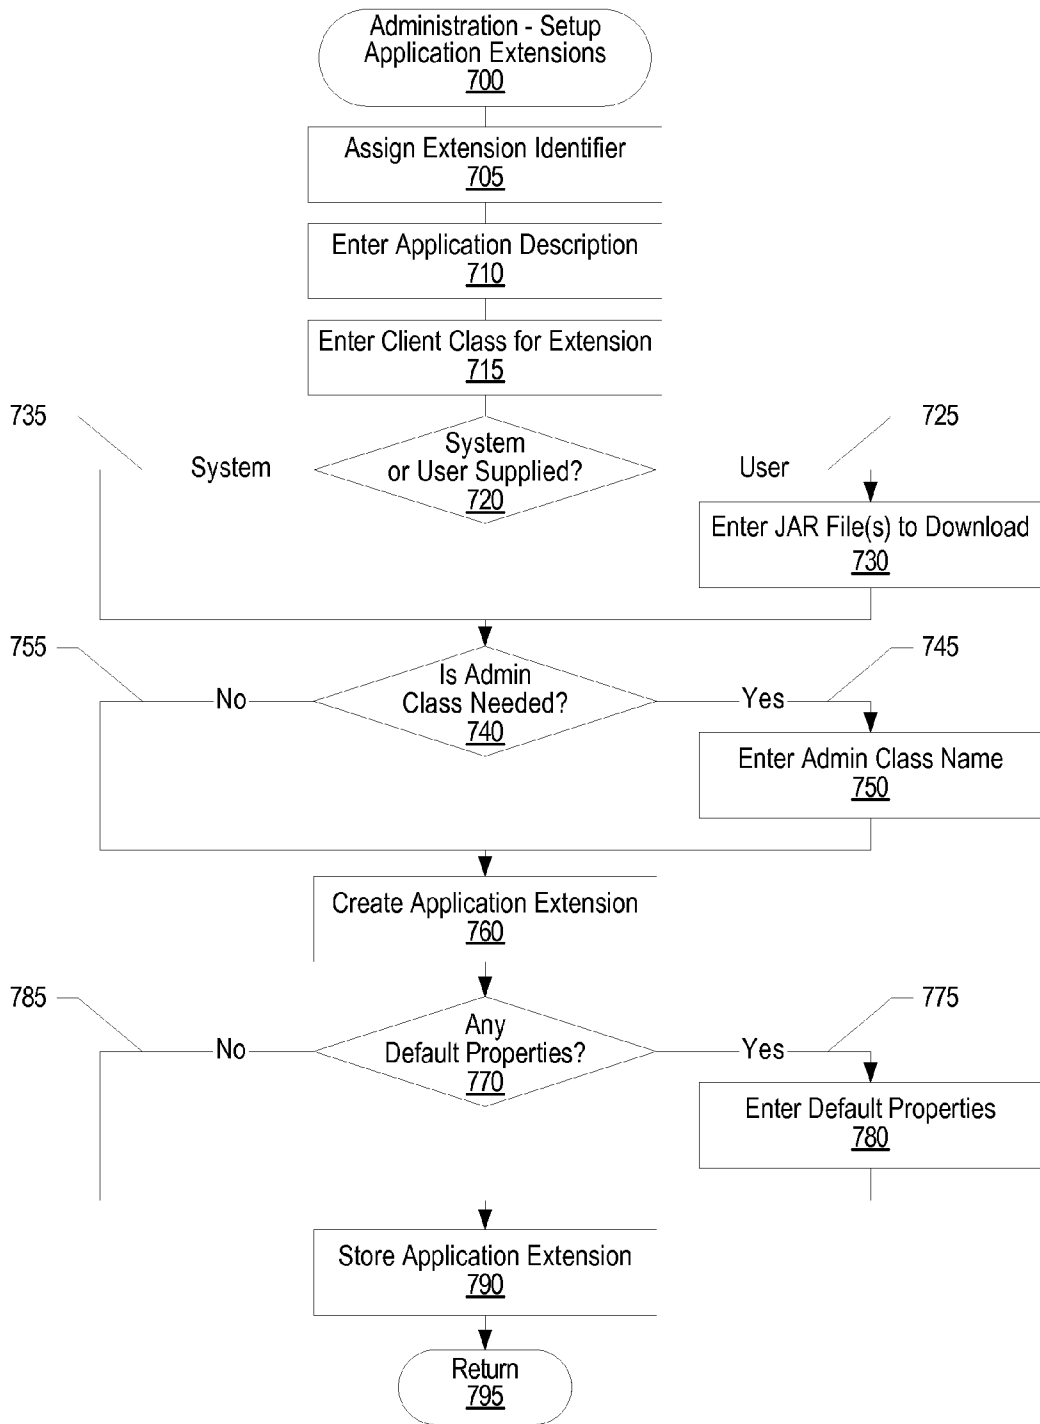 Administration - Setup
Application Extensions
700
Assign Extension Identifier
705
Enter Application Description
710
Enter Client Class for Extension
715
735
725
System
or User Supplied?
720
System
User
Enter JAR File(s) to Download
730
755
745
Is Admin
Class Needed?
740
No
Yes
Enter Admin Class Name
750
Create Application Extension
760
785
775
Any
Default Properties?
770
No
Yes
Enter Default Properties
780
Store Application Extension
790
Return
795